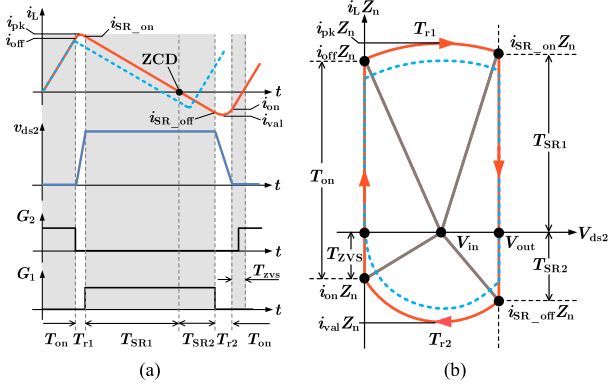 i_L
i_pk
i_off
i_SR_on
ZCD
t
i_SR_off
i_on
i_val
v_ds2
t
G_2
t
G_1
T_zvs
t
T_on T_r1 T_SR1 T_SR2 T_r2 T_on
(a)
i_L Z_n
i_pk Z_n
T_r1
i_off Z_n
i_SR_on Z_n
T_on
T_SR1
V_in
V_out
V_ds2
T_ZVS
T_SR2
i_on Z_n
i_SR_off Z_n
i_val Z_n
T_r2
(b)